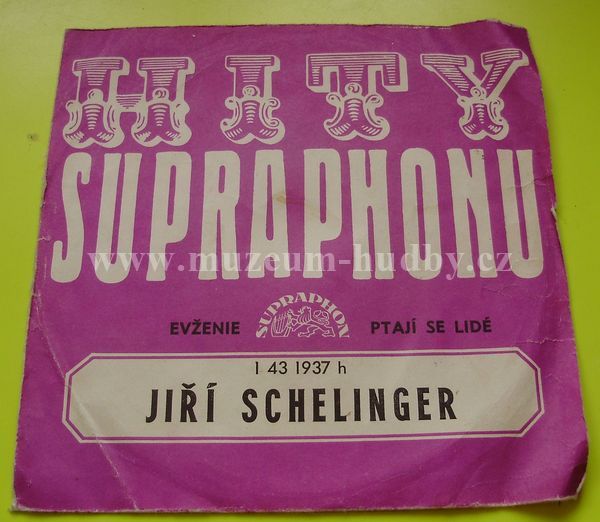 HITY
SUPRAPHONU
www.muzeum-hudby.cz
EVŽENIE SUPRAPHON PTAJÍ SE LIDÉ
1 43 1937 h
JIŘÍ SCHELINGER